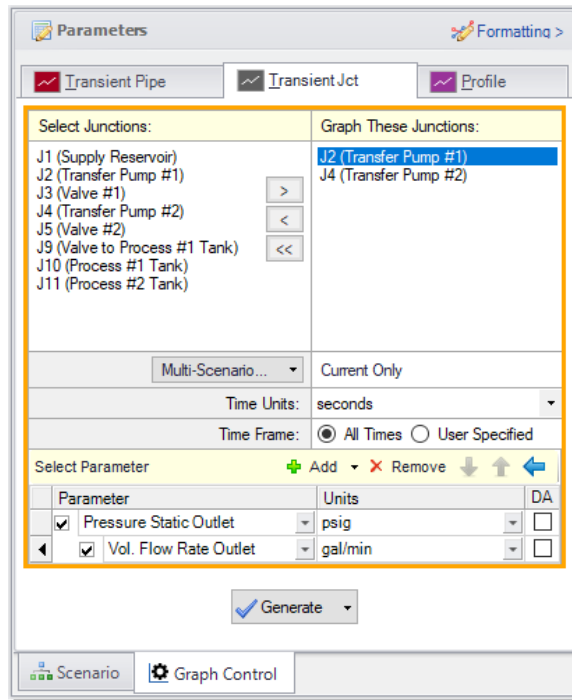 Parameters
Formatting >
Transient Pipe
Transient Jct
Profile
Select Junctions:
Graph These Junctions:
J1 (Supply Reservoir)
J2 (Transfer Pump #1)
J3 (Valve #1)
J4 (Transfer Pump #2)
J5 (Valve #2)
J9 (Valve to Process #1 Tank)
J10 (Process #1 Tank)
J11 (Process #2 Tank)
>
<
<<
J2 (Transfer Pump #1)
J4 (Transfer Pump #2)
Multi-Scenario...
Current Only
Time Units:
seconds
Time Frame:
All Times
User Specified
Select Parameter
Add
Remove
Parameter
Units
DA
Pressure Static Outlet
psig
Vol. Flow Rate Outlet
gal/min
Generate
Scenario
Graph Control